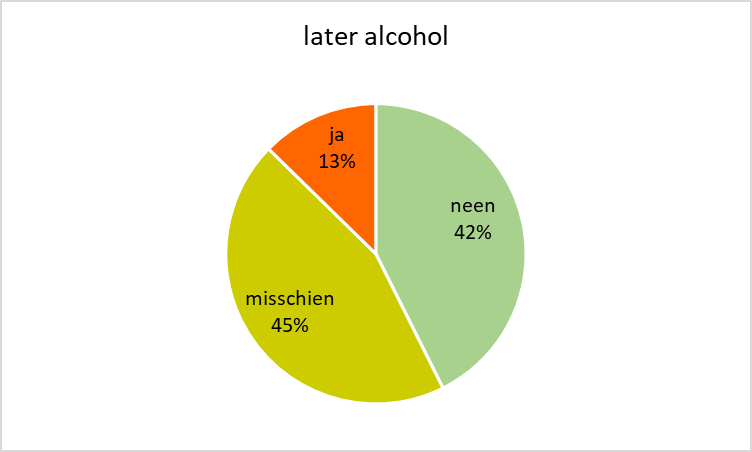 later alcohol
ja
13%
neen
42%
misschien
45%